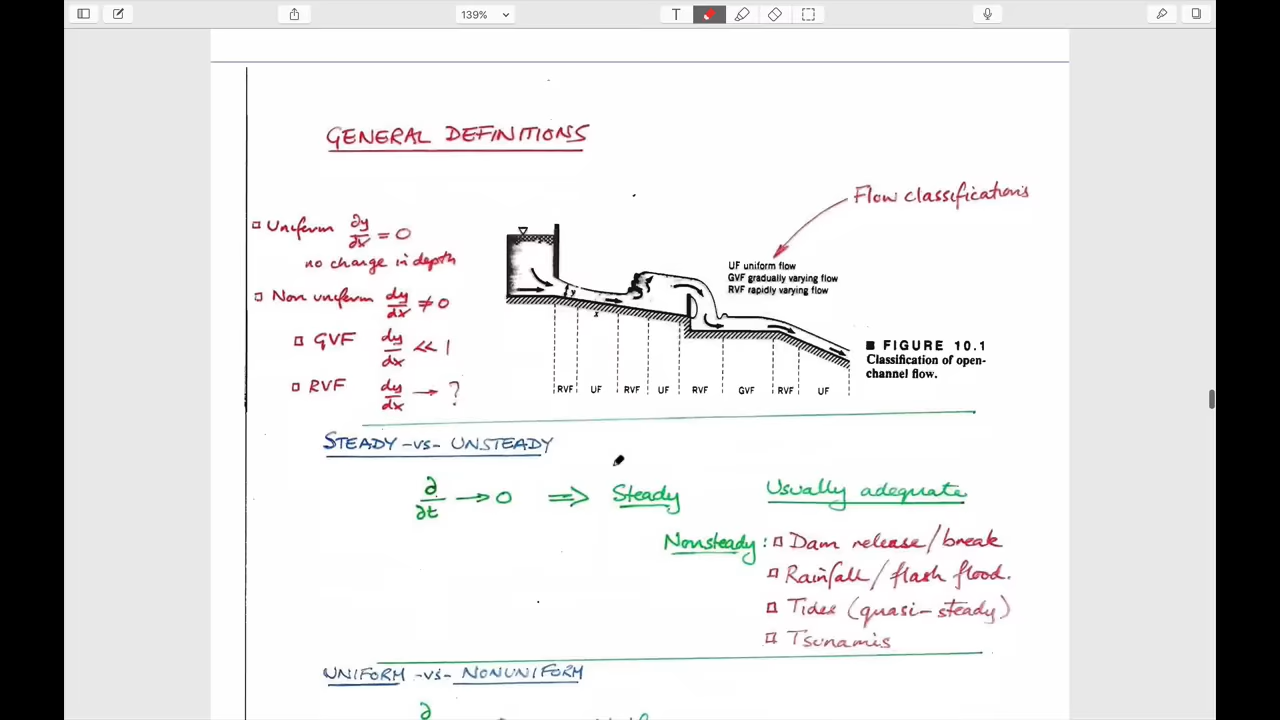 139%
T
GENERAL DEFINITIONS
Flow classifications
□ Uniform ∂y/∂x = 0
no change in depth
□ Non uniform dy/dx ≠ 0
□ GVF dy/dx << 1
□ RVF dy/dx → ?
UF uniform flow
GVF gradually varying flow
RVF rapidly varying flow
y
x
RVF UF RVF UF RVF GVF RVF UF
■ FIGURE 10.1
Classification of open-
channel flow.
STEADY -vs- UNSTEADY
∂/∂t → 0 ⇒ Steady Usually adequate
Nonsteady : □ Dam release/break
□ Rainfall / flash flood.
□ Tides (quasi-steady)
□ Tsunamis
UNIFORM -vs- NONUNIFORM
∂